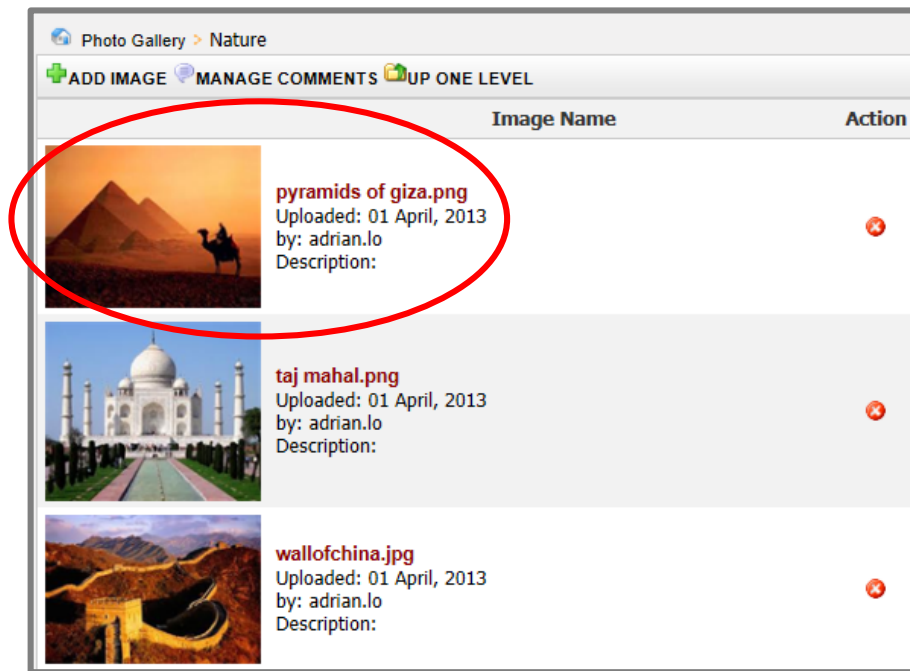 Photo Gallery > Nature
ADD IMAGE MANAGE COMMENTS UP ONE LEVEL
Image Name Action
pyramids of giza.png
Uploaded: 01 April, 2013
by: adrian.lo
Description:
taj mahal.png
Uploaded: 01 April, 2013
by: adrian.lo
Description:
wallofchina.jpg
Uploaded: 01 April, 2013
by: adrian.lo
Description: